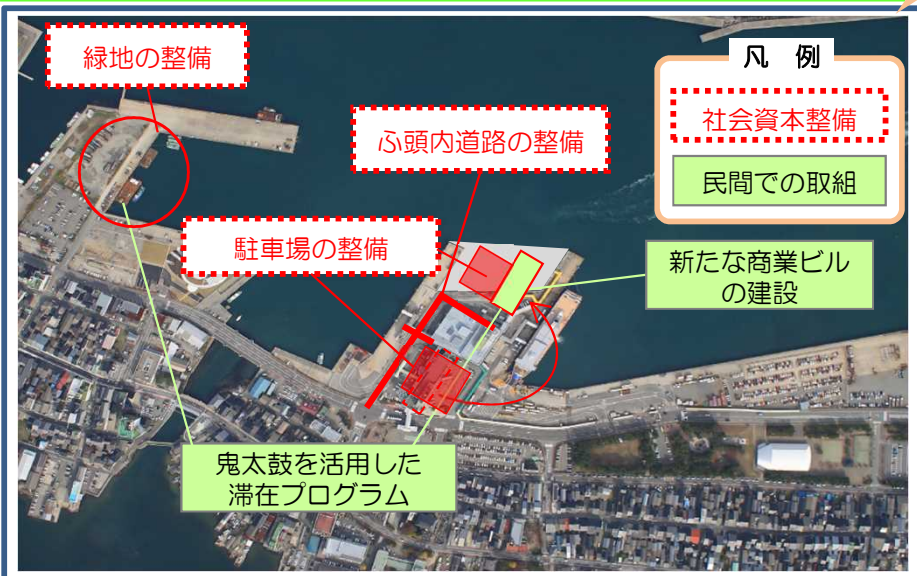 緑地の整備
凡 例
社会資本整備
民間での取組
ふ頭内道路の整備
駐車場の整備
新たな商業ビル
の建設
鬼太鼓を活用した
滞在プログラム